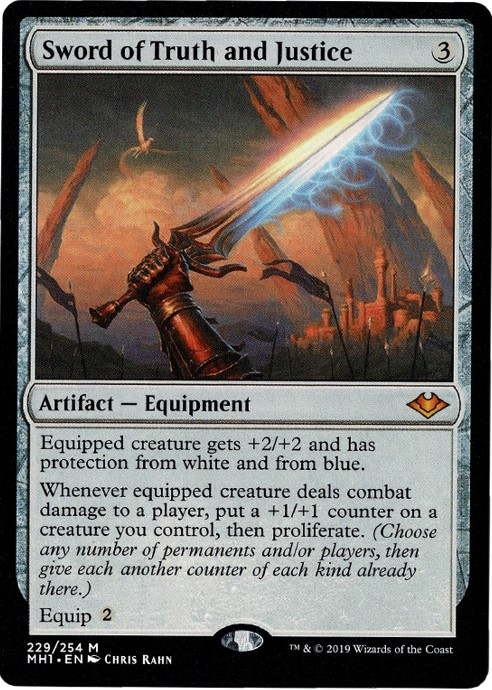 Sword of Truth and Justice 3
Artifact — Equipment
Equipped creature gets +2/+2 and has
protection from white and from blue.
Whenever equipped creature deals combat
damage to a player, put a +1/+1 counter on a
creature you control, then proliferate. (Choose
any number of permanents and/or players, then
give each another counter of each kind already
there.)
Equip 2
229/254 M
MH1 • EN Chris Rahn
™ & © 2019 Wizards of the Coast